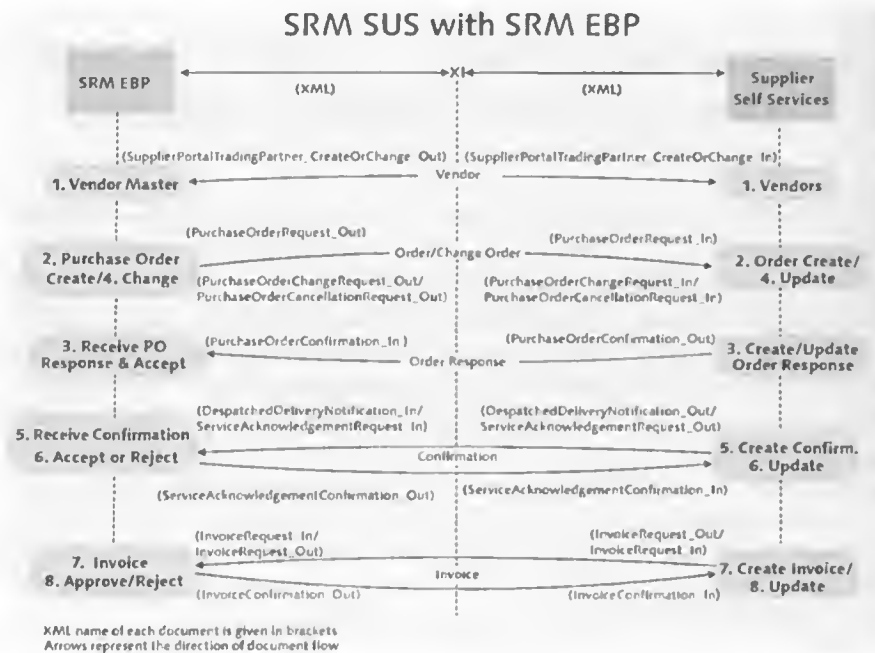 SRM SUS with SRM EBP
SRM EBP
XI
Supplier
Self Services
(XML)
(XML)
(SupplierPortalTradingPartner_CreateOrChange_Out)
(SupplierPortalTradingPartner_CreateOrChange_In)
Vendor
1. Vendor Master
1. Vendors
(PurchaseOrderRequest_Out)
(PurchaseOrderRequest_In)
Order/Change Order
2. Purchase Order
Create/4. Change
2. Order Create/
4. Update
(PurchaseOrderChangeRequest_Out/
PurchaseOrderCancellationRequest_Out)
(PurchaseOrderChangeRequest_In/
PurchaseOrderCancellationRequest_In)
3. Receive PO
Response & Accept
(PurchaseOrderConfirmation_In)
(PurchaseOrderConfirmation_Out)
Order Response
3. Create/Update
Order Response
(DespatchedDeliveryNotification_In/
ServiceAcknowledgementRequest_In)
(DespatchedDeliveryNotification_Out/
ServiceAcknowledgementRequest_Out)
5. Receive Confirmation
6. Accept or Reject
Confirmation
5. Create Confirm.
6. Update
(ServiceAcknowledgementConfirmation_Out)
(ServiceAcknowledgementConfirmation_In)
(InvoiceRequest_In/
InvoiceRequest_Out)
(InvoiceRequest_Out/
InvoiceRequest_In)
7. Invoice
8. Approve/Reject
Invoice
7. Create Invoice/
8. Update
(InvoiceConfirmation_Out)
(InvoiceConfirmation_In)
XML name of each document is given in brackets
Arrows represent the direction of document flow